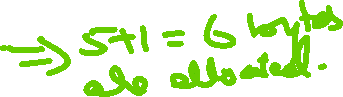 ⇒ 5+1 = 6 bytes
are allocated.